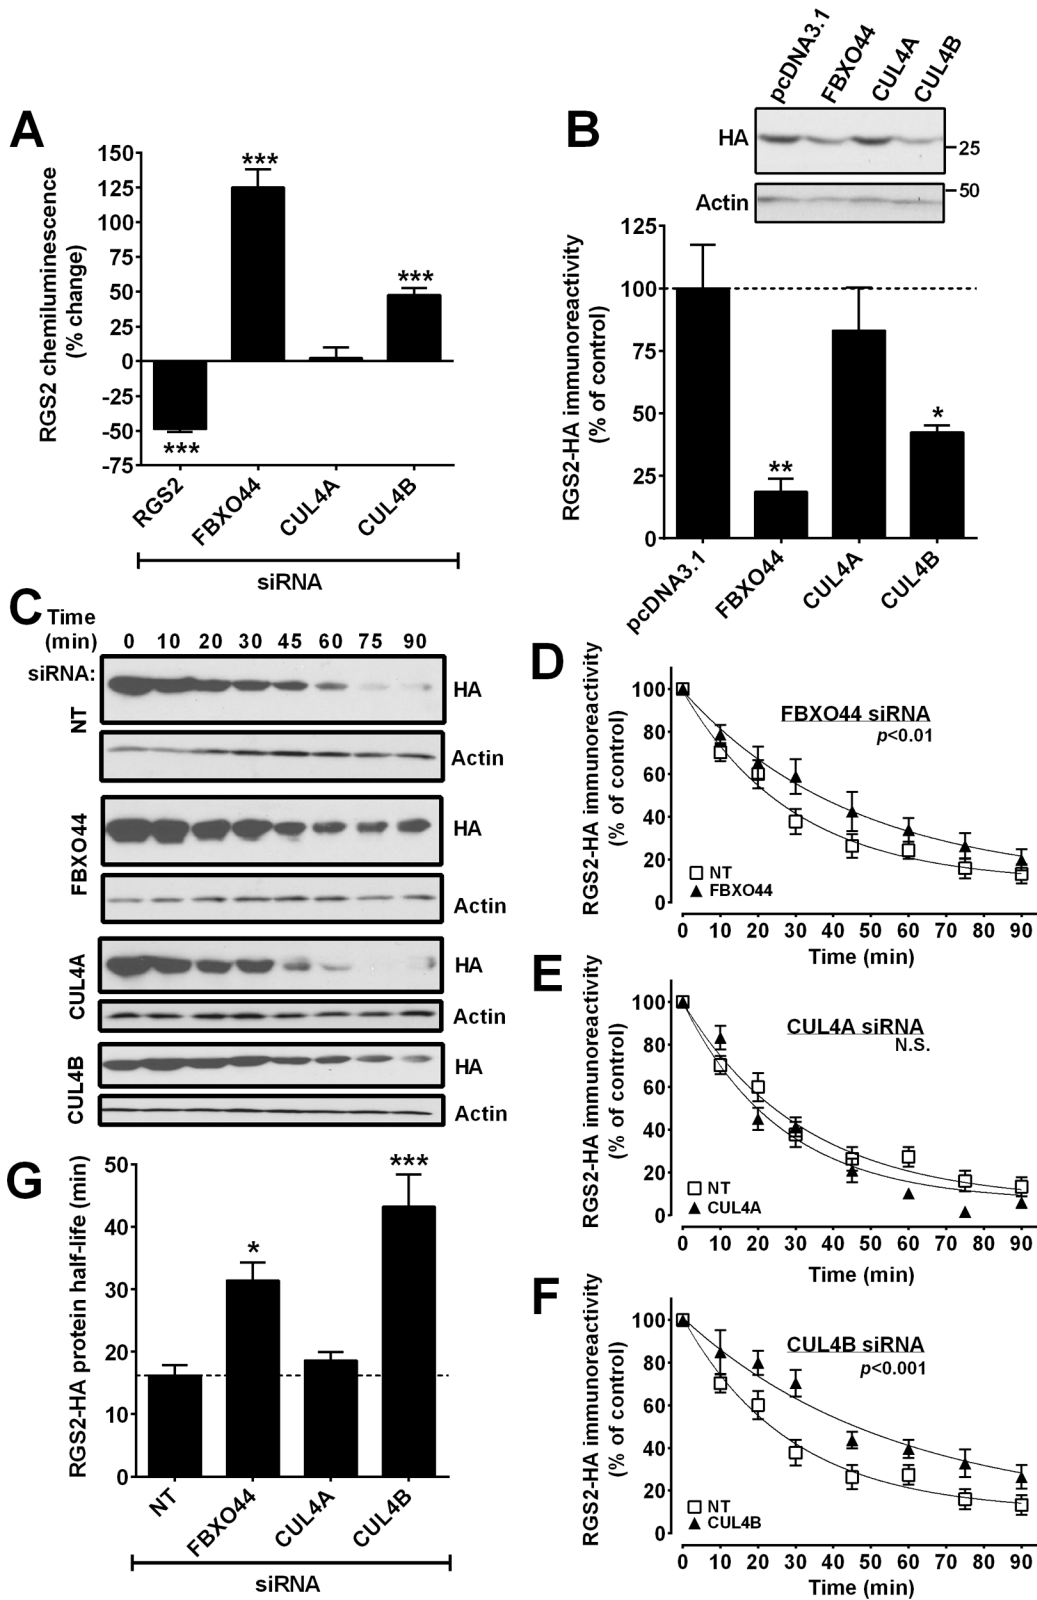 A
RGS2 chemiluminescence
(% change)
150
125
100
75
50
25
0
-25
-50
-75
***
***
***
***
RGS2
FBXO44
CUL4A
CUL4B
siRNA
B
pcDNA3.1
FBXO44
CUL4A
CUL4B
HA
25
Actin
50
RGS2-HA immunoreactivity
(% of control)
125
100
75
50
25
0
**
*
pcDNA3.1
FBXO44
CUL4A
CUL4B
C
Time
(min)
0 10 20 30 45 60 75 90
siRNA:
NT
HA
Actin
FBXO44
HA
Actin
CUL4A
HA
Actin
CUL4B
HA
Actin
D
RGS2-HA immunoreactivity
(% of control)
100
80
60
40
20
0
FBXO44 siRNA
p<0.01
NT
FBXO44
0 10 20 30 40 50 60 70 80 90
Time (min)
E
RGS2-HA immunoreactivity
(% of control)
100
80
60
40
20
0
CUL4A siRNA
N.S.
NT
CUL4A
0 10 20 30 40 50 60 70 80 90
Time (min)
F
RGS2-HA immunoreactivity
(% of control)
100
80
60
40
20
0
CUL4B siRNA
p<0.001
NT
CUL4B
0 10 20 30 40 50 60 70 80 90
Time (min)
G
RGS2-HA protein half-life (min)
50
40
30
20
10
0
*
***
NT
FBXO44
CUL4A
CUL4B
siRNA